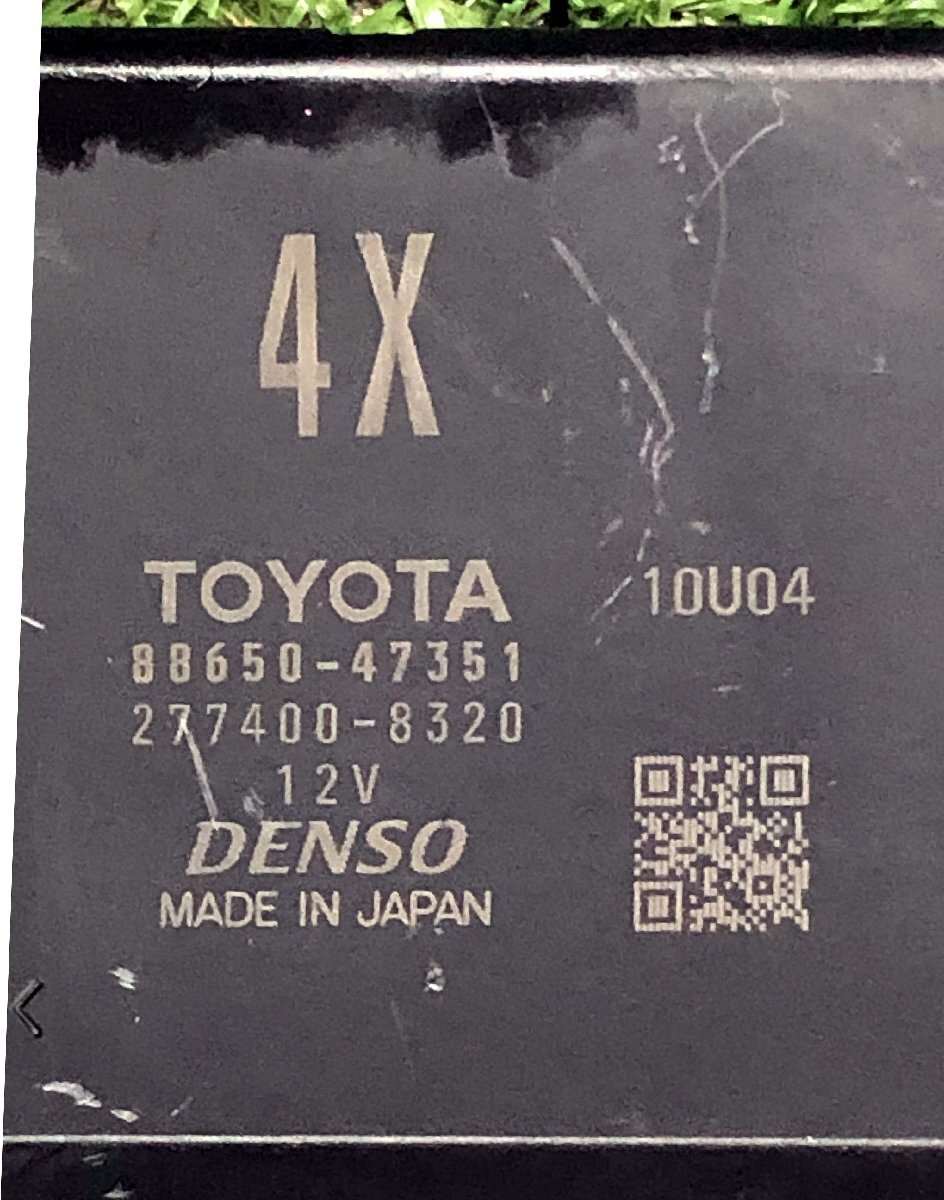 4X
TOYOTA
88650-47351
277400-8320
12V
DENSO
MADE IN JAPAN
10U04